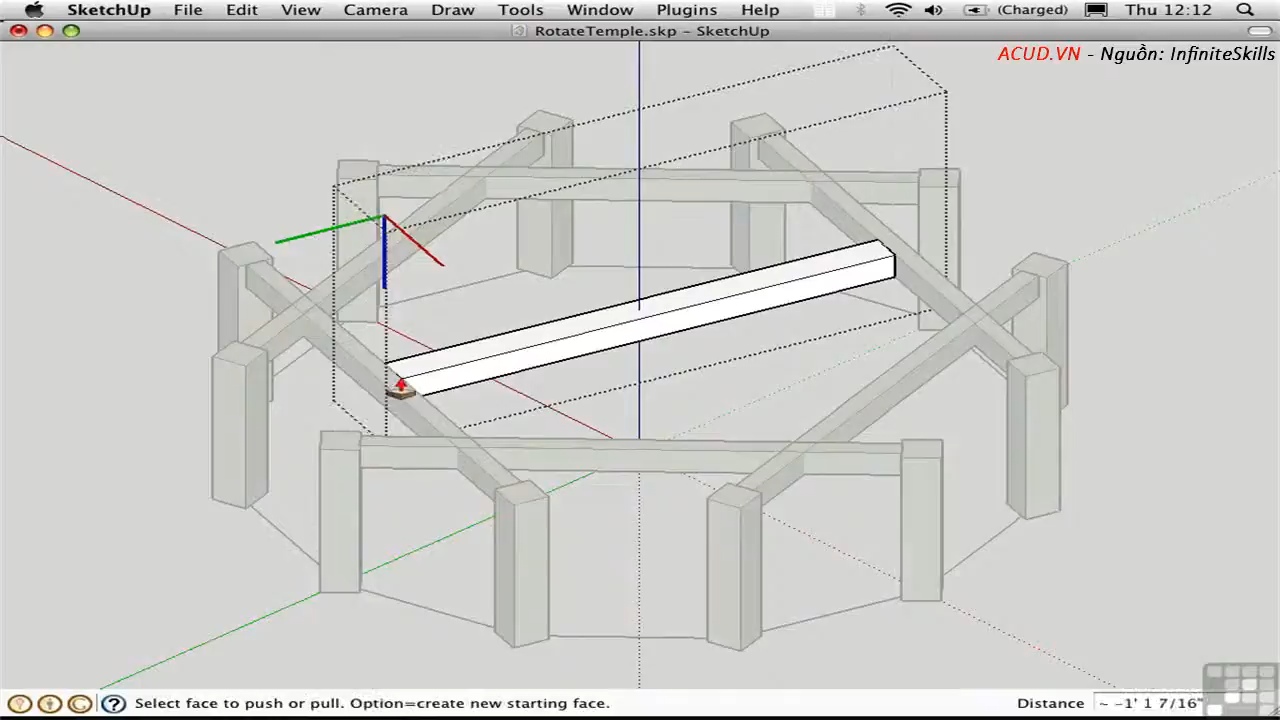 SketchUp File Edit View Camera Draw Tools Window Plugins Help (Charged) Thu 12:12
RotateTemple.skp – SketchUp
ACUD.VN - Nguồn: InfiniteSkills
Select face to push or pull. Option=create new starting face. Distance ~ -1' 1 7/16"